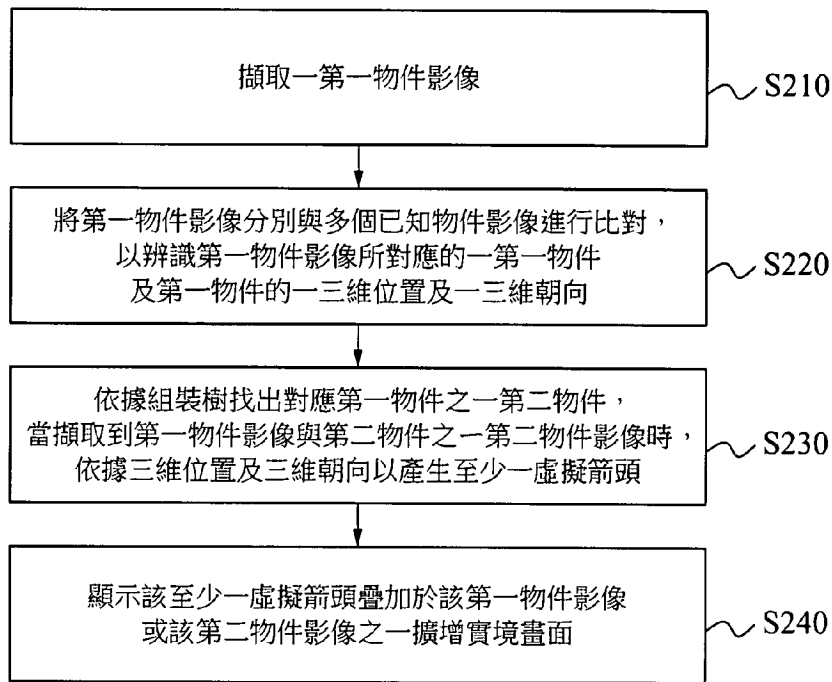 擷取一第一物件影像
S210
將第一物件影像分別與多個已知物件影像進行比對，
以辨識第一物件影像所對應的一第一物件
及第一物件的一三維位置及一三維朝向
S220
依據組裝樹找出對應第一物件之一第二物件，
當擷取到第一物件影像與第二物件之一第二物件影像時，
依據三維位置及三維朝向以產生至少一虛擬箭頭
S230
顯示該至少一虛擬箭頭疊加於該第一物件影像
或該第二物件影像之一擴增實境畫面
S240